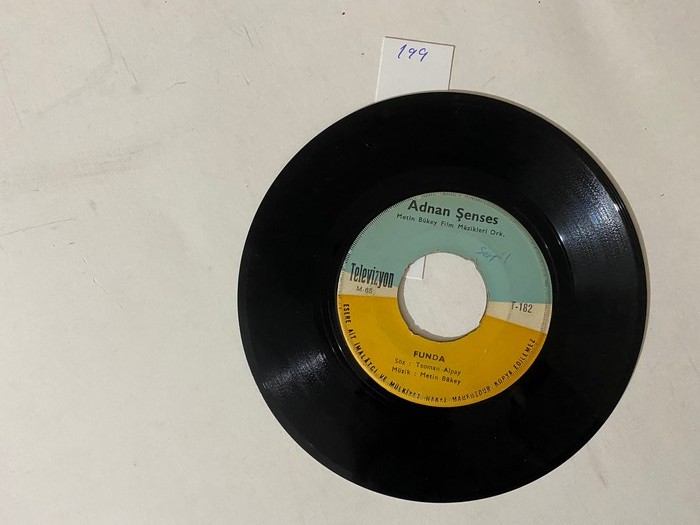 199
Adnan Şenses
Metin Bükey Film Müzikleri Ork.
Televizyon
M-65
T-182
FUNDA
Söz : Teoman Alpay
Müzik : Metin Bükey
ESERE AİT İMALÂTÇI VE MÜLKİYET HAKKI MAHFUZDUR KOPYA EDİLEMEZ